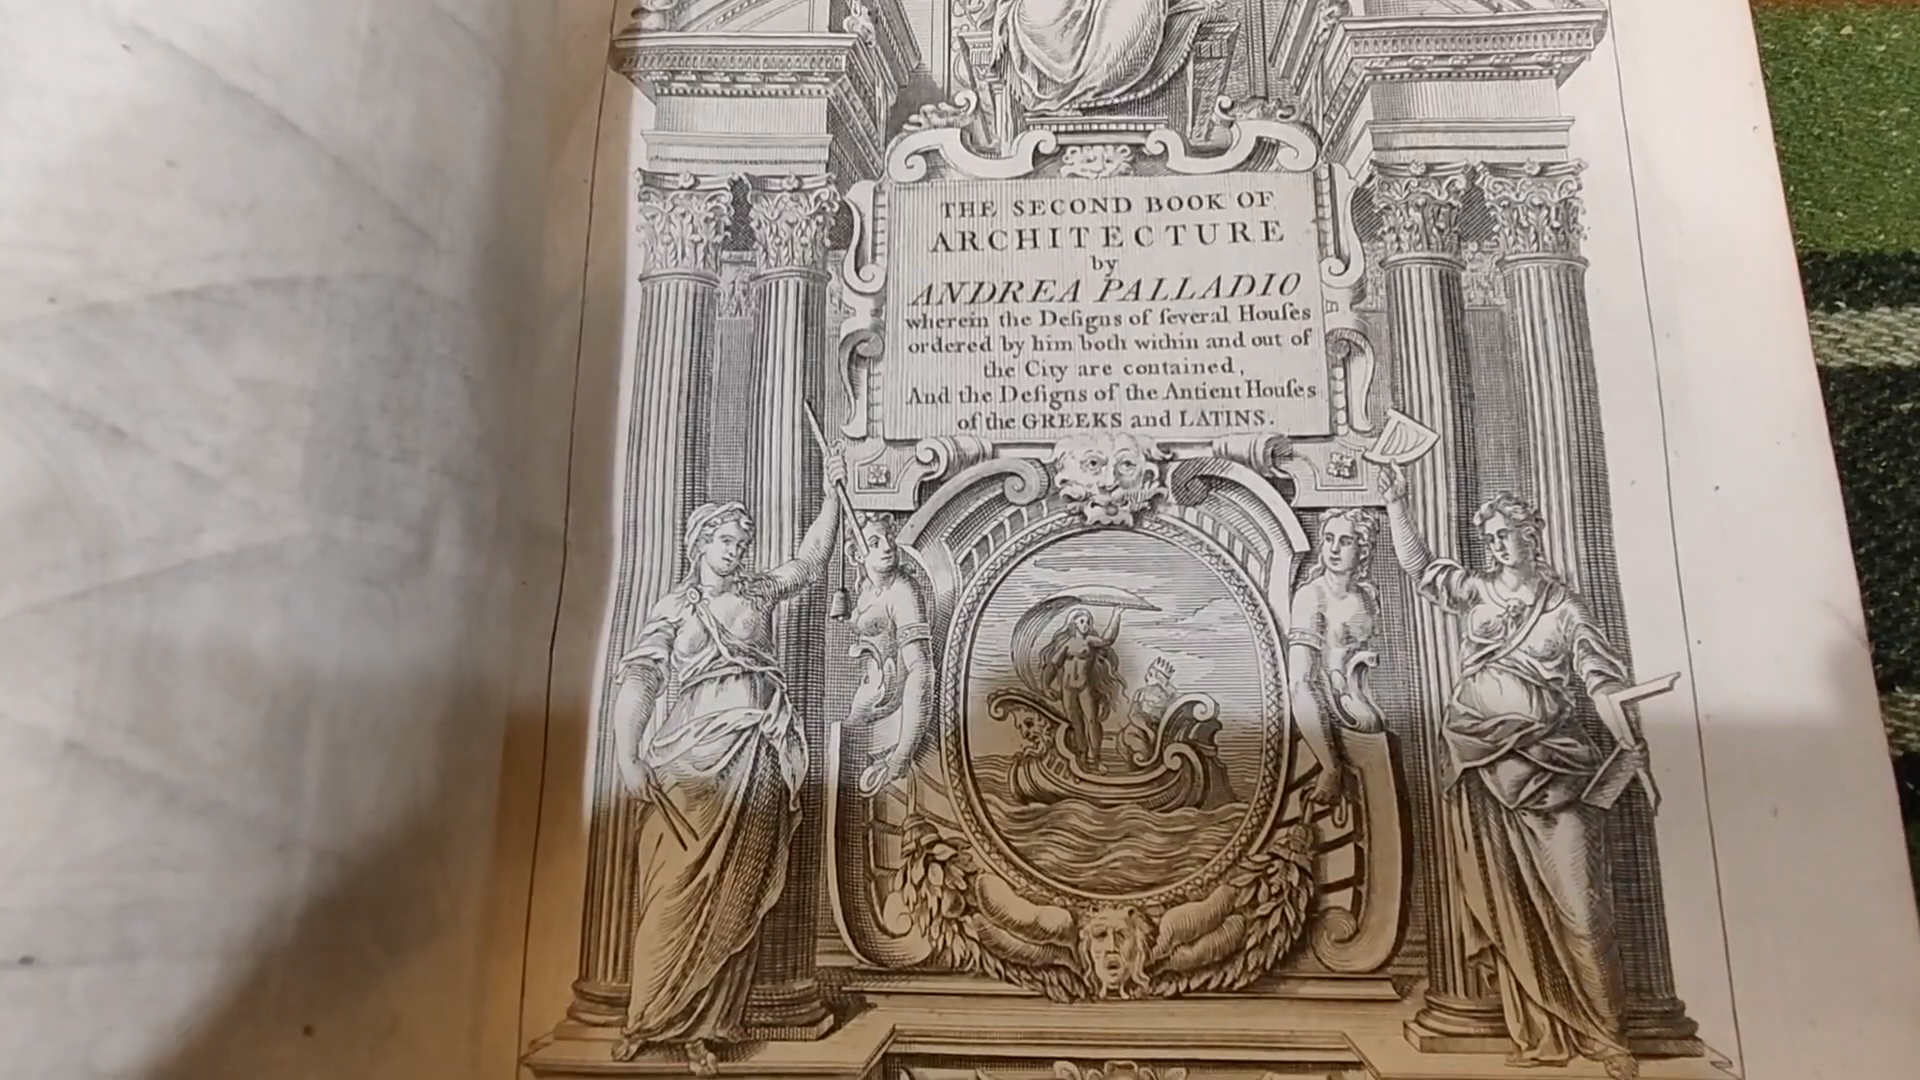 THE SECOND BOOK OF
ARCHITECTURE
by
ANDREA PALLADIO
wherein the Deſigns of ſeveral Houſes
ordered by him both within and out of
the City are contained,
And the Deſigns of the Antient Houſes
of the GREEKS and LATINS.